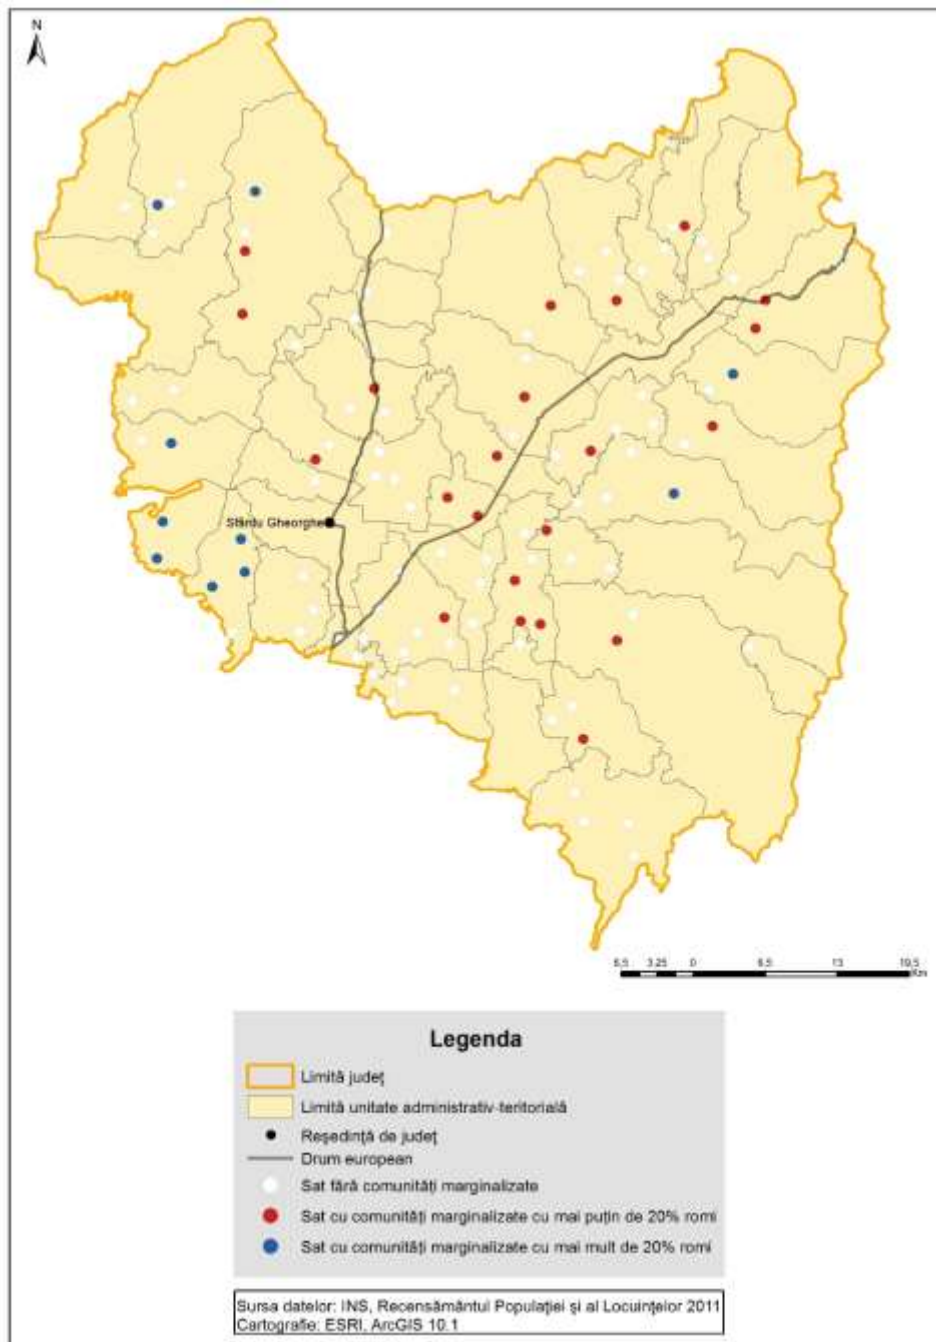 N
Sfântu Gheorghe
6,5 3,25 0 6,5 13 19,5
Km
Legenda
Limită județ
Limită unitate administrativ-teritorială
Reședință de județ
Drum european
Sat fără comunități marginalizate
Sat cu comunități marginalizate cu mai puțin de 20% romi
Sat cu comunități marginalizate cu mai mult de 20% romi
Sursa datelor: INS, Recensământul Populației și al Locuințelor 2011
Cartografie: ESRI, ArcGIS 10.1